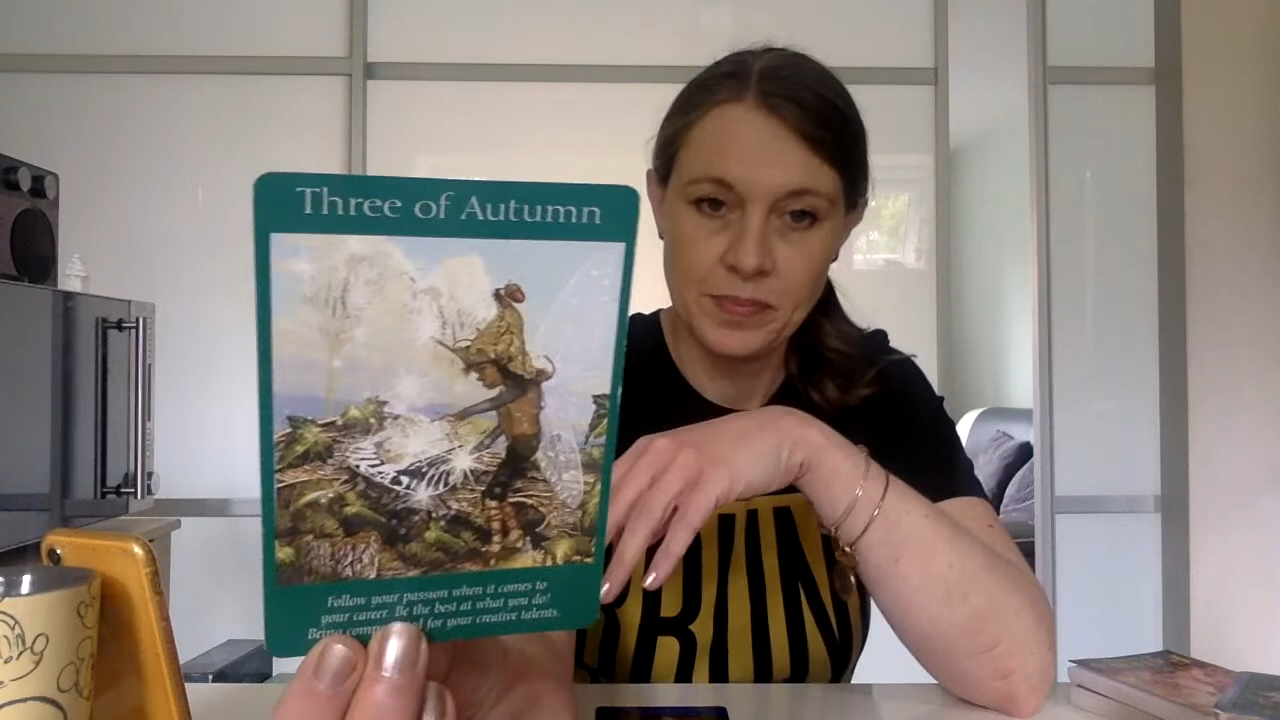 Three of Autumn
Follow your passion when it comes to
your career. Be the best at what you do!
Being for your creative talents.